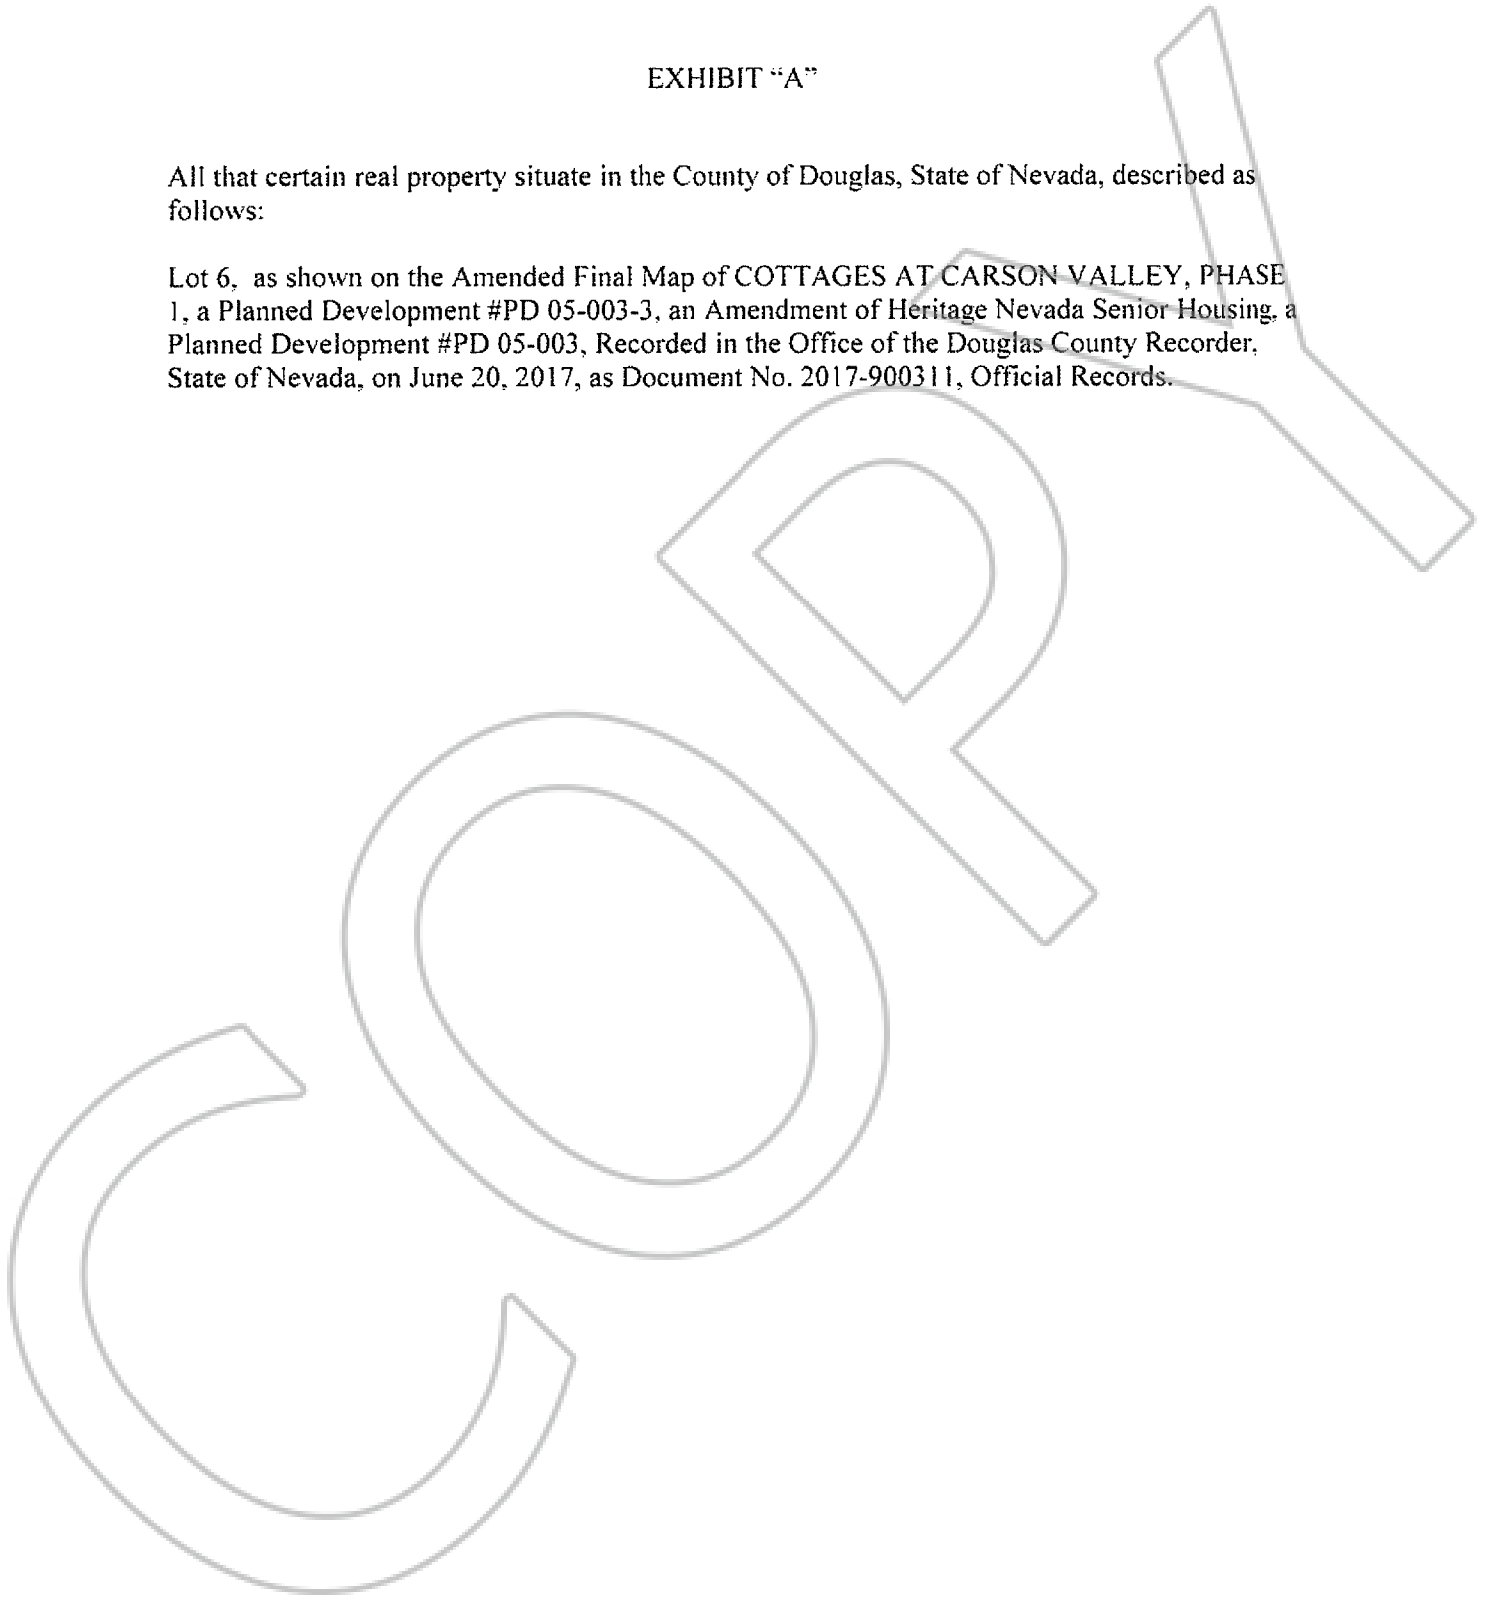 EXHIBIT “A”
All that certain real property situate in the County of Douglas, State of Nevada, described as
follows:
Lot 6,  as shown on the Amended Final Map of COTTAGES AT CARSON VALLEY, PHASE
1, a Planned Development #PD 05-003-3, an Amendment of Heritage Nevada Senior Housing, a
Planned Development #PD 05-003, Recorded in the Office of the Douglas County Recorder,
State of Nevada, on June 20, 2017, as Document No. 2017-900311, Official Records.
COPY